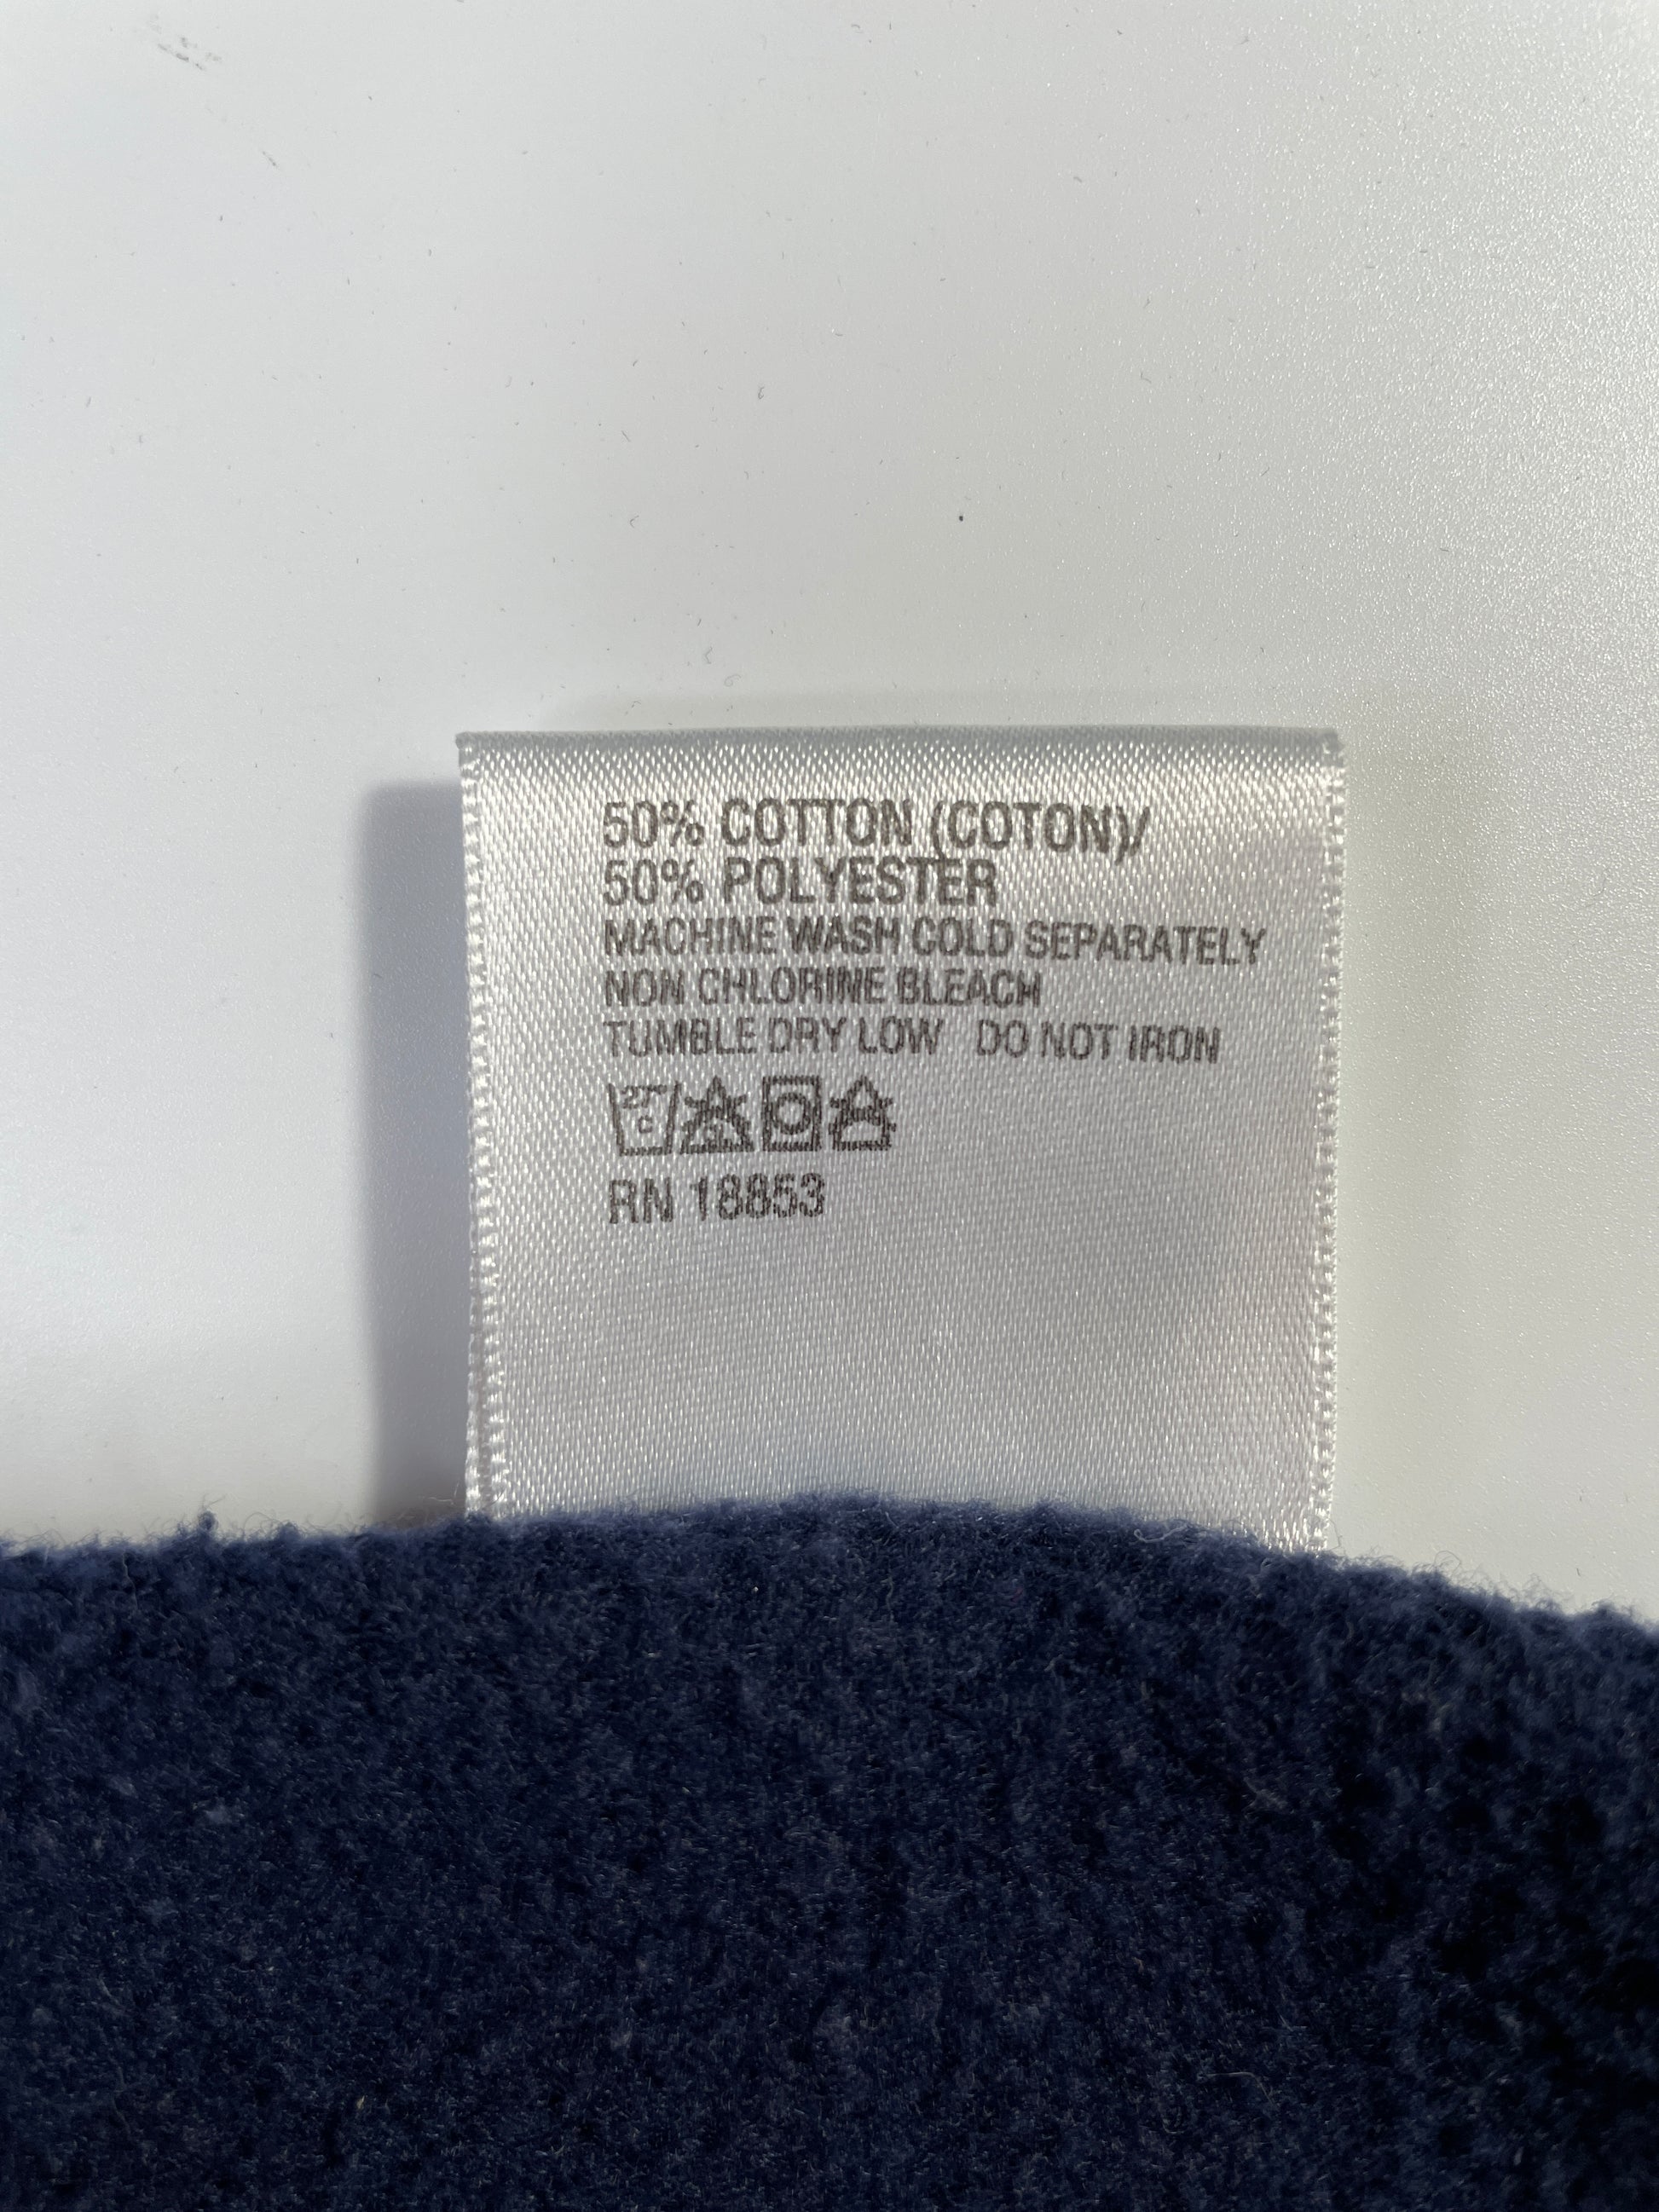 50% COTTON (COTON)/
50% POLYESTER
MACHINE WASH COLD SEPARATELY
NON CHLORINE BLEACH
TUMBLE DRY LOW DO NOT IRON
27°
C
RN 18853